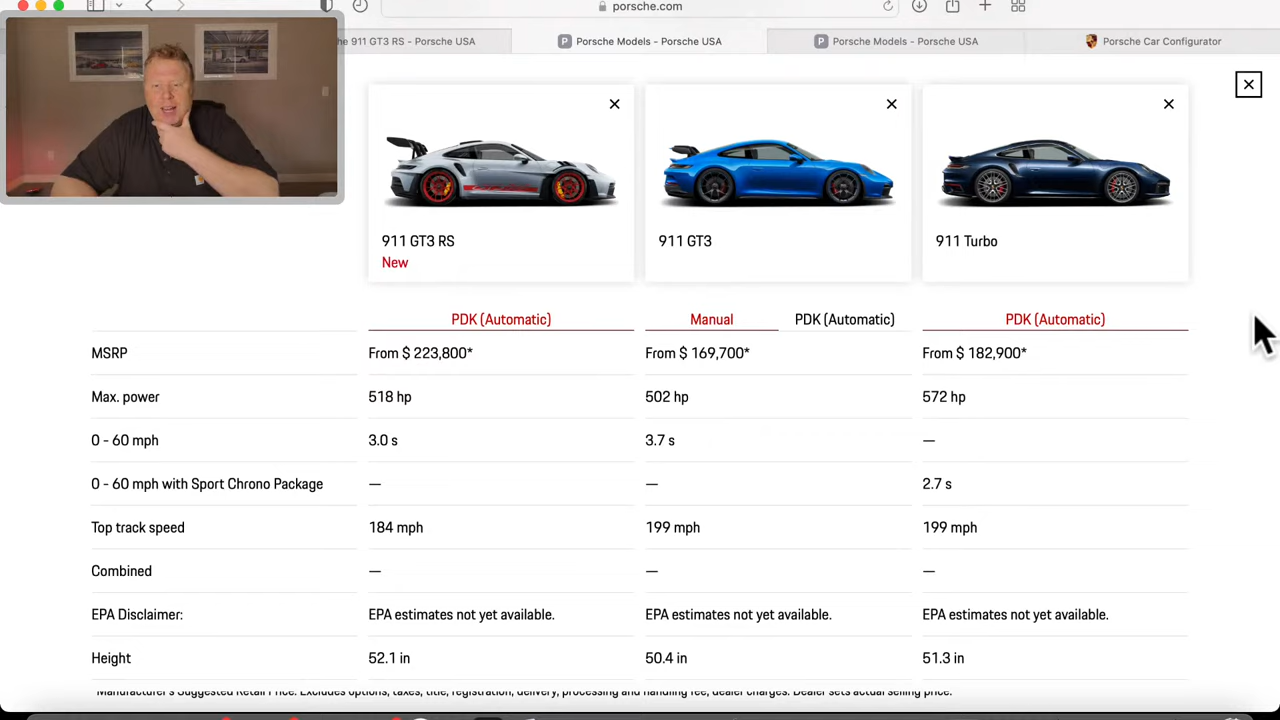 porsche.com
he 911 GT3 RS - Porsche USA
Porsche Models - Porsche USA
Porsche Models - Porsche USA
Porsche Car Configurator
911 GT3 RS
New
911 GT3
911 Turbo
PDK (Automatic) Manual PDK (Automatic) PDK (Automatic)
MSRP From $ 223,800* From $ 169,700* From $ 182,900*
Max. power 518 hp 502 hp 572 hp
0 - 60 mph 3.0 s 3.7 s —
0 - 60 mph with Sport Chrono Package — — 2.7 s
Top track speed 184 mph 199 mph 199 mph
Combined — — —
EPA Disclaimer: EPA estimates not yet available. EPA estimates not yet available. EPA estimates not yet available.
Height 52.1 in 50.4 in 51.3 in
*Manufacturer's Suggested Retail Price. Excludes options, taxes, title, registration, delivery, processing and handling fee, dealer charges. Dealer sets actual selling price.